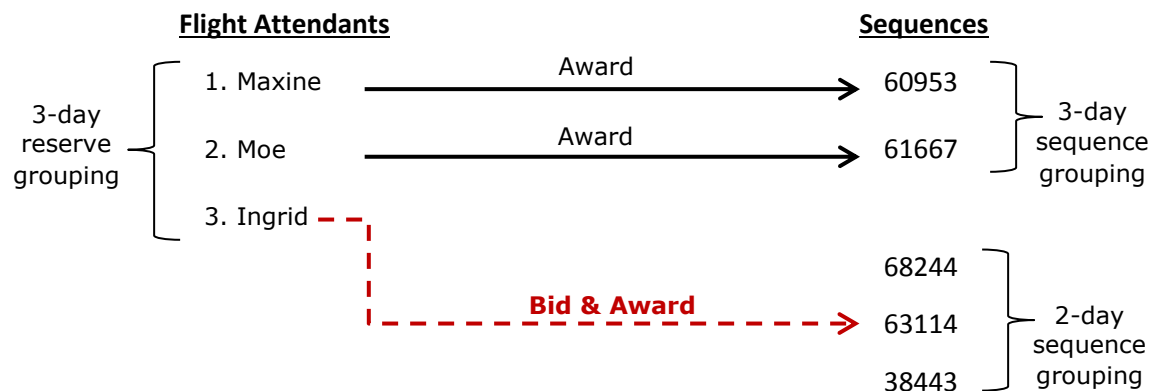 Flight Attendants
Sequences
3-day
reserve
grouping
1. Maxine
Award
60953
2. Moe
Award
61667
3-day
sequence
grouping
3. Ingrid
Bid & Award
68244
63114
38443
2-day
sequence
grouping